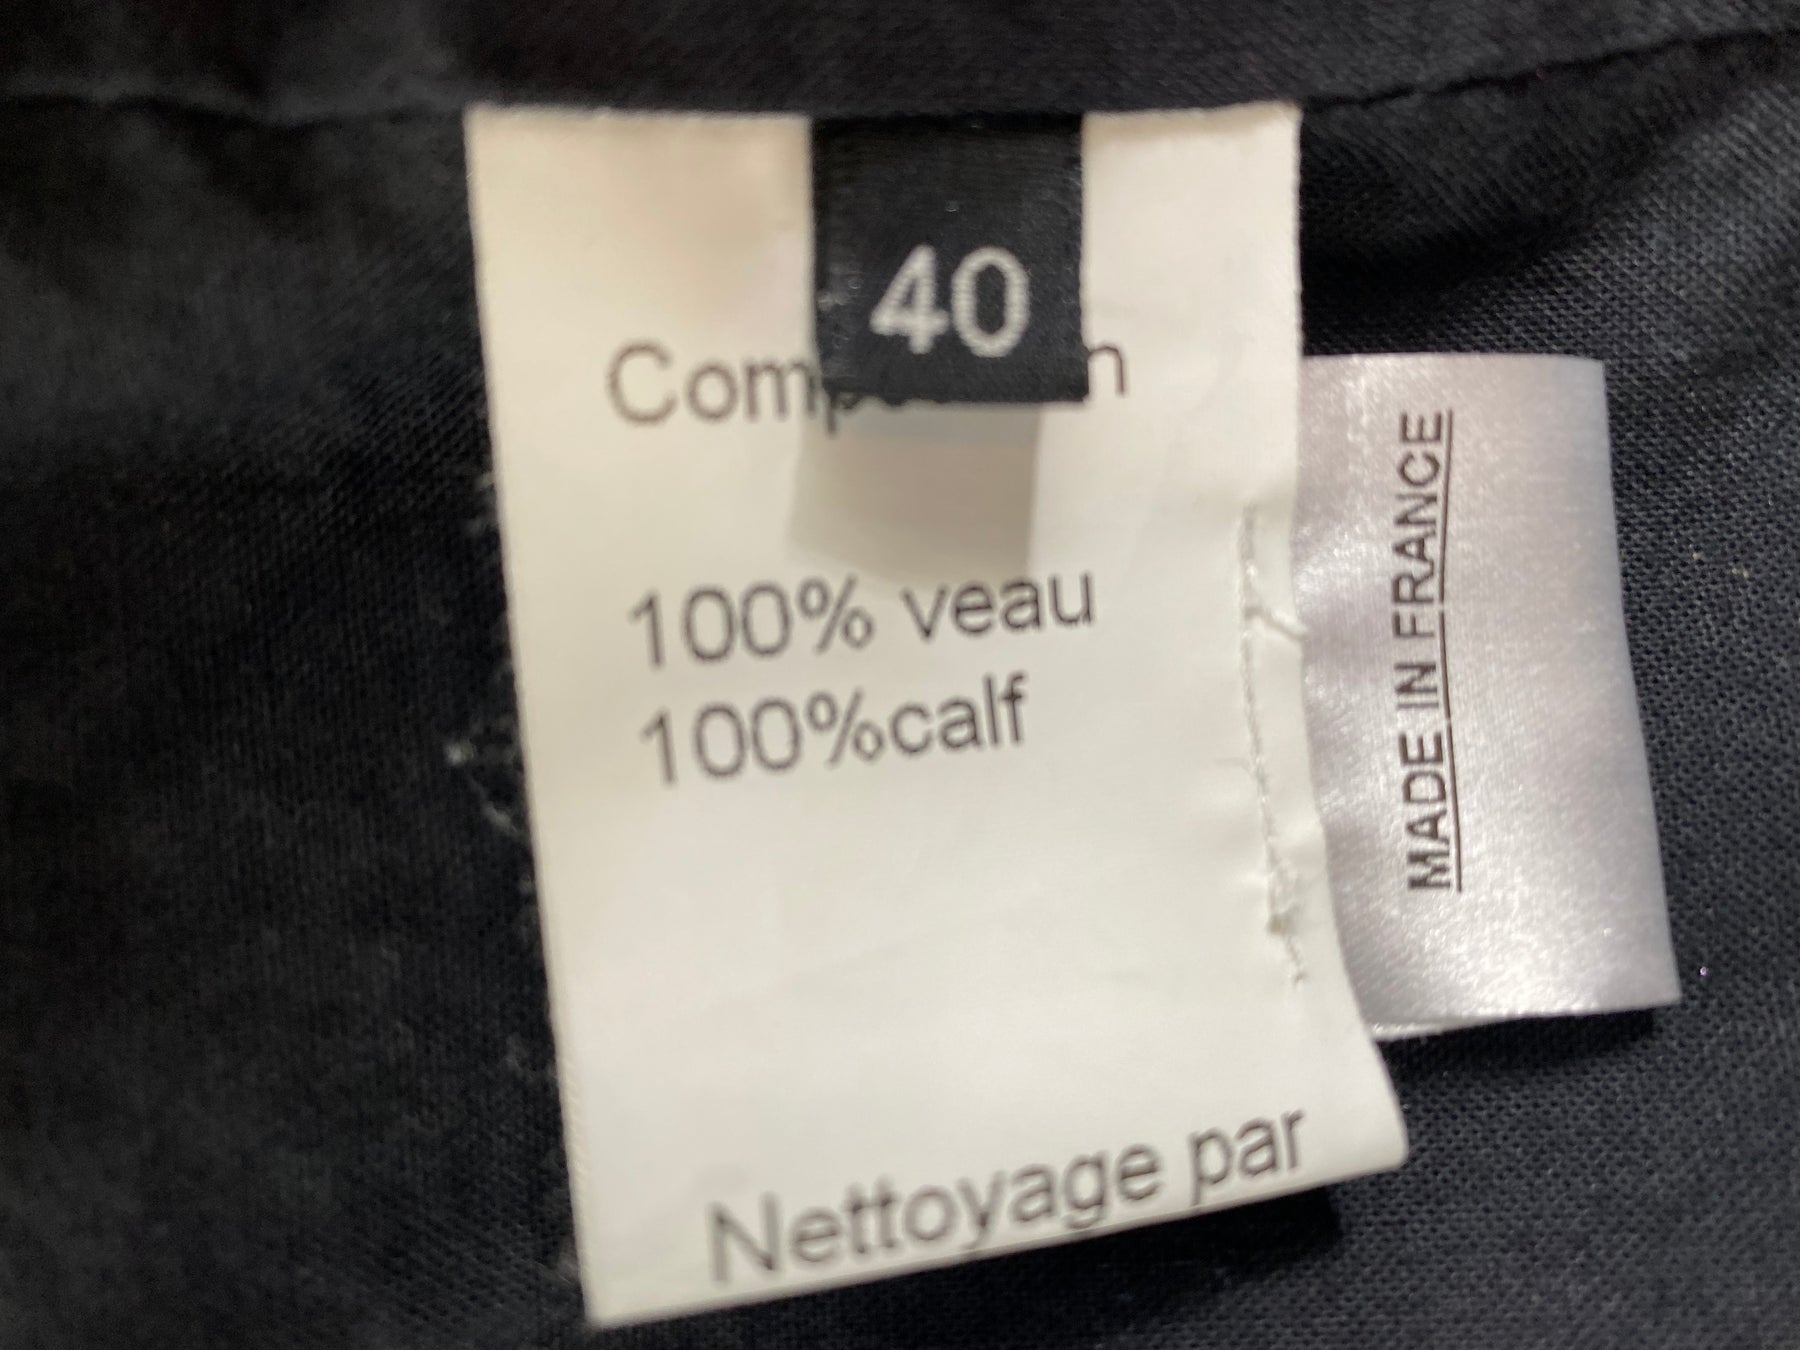 40
100% veau
100%calf
Nettoyage par
MADE IN FRANCE